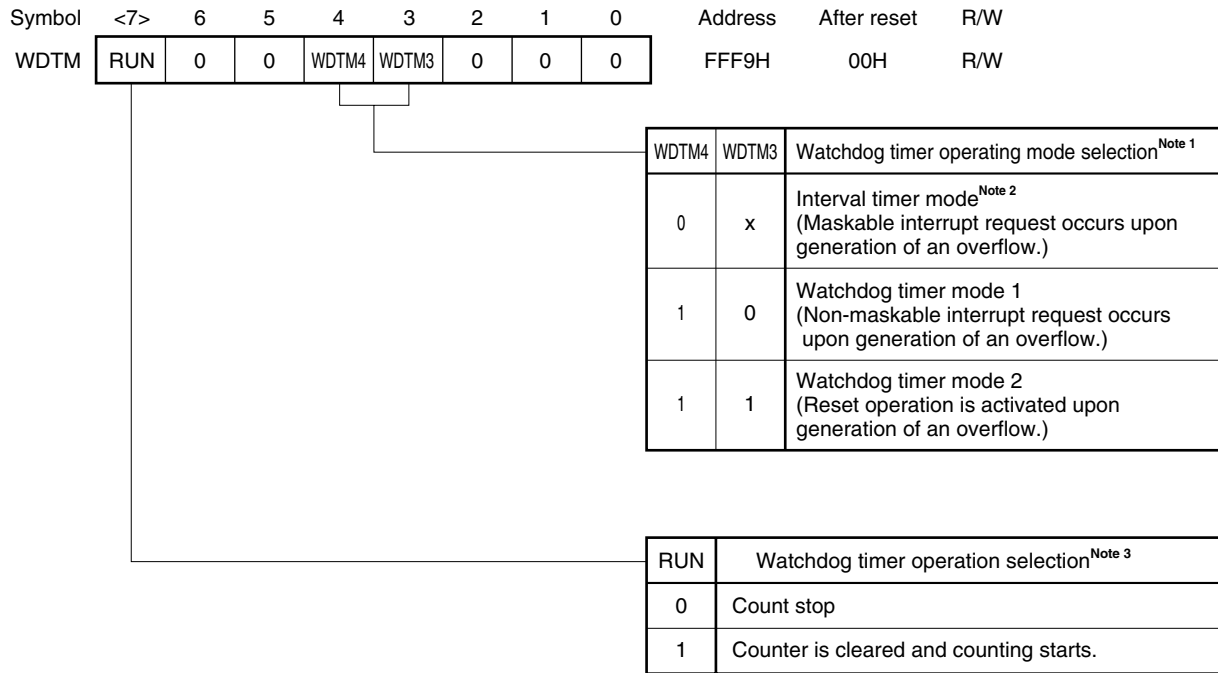 Symbol <7> 6 5 4 3 2 1 0 Address After reset R/W
WDTM RUN 0 0 WDTM4 WDTM3 0 0 0 FFF9H 00H R/W
WDTM4 WDTM3 Watchdog timer operating mode selection Note 1
0 x Interval timer mode Note 2
(Maskable interrupt request occurs upon
generation of an overflow.)
1 0 Watchdog timer mode 1
(Non-maskable interrupt request occurs
upon generation of an overflow.)
1 1 Watchdog timer mode 2
(Reset operation is activated upon
generation of an overflow.)
RUN Watchdog timer operation selection Note 3
0 Count stop
1 Counter is cleared and counting starts.